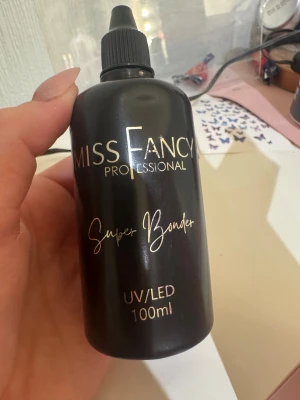 MISS FANCY
PROFESSIONAL
Super Bonder
UV/LED
100ml